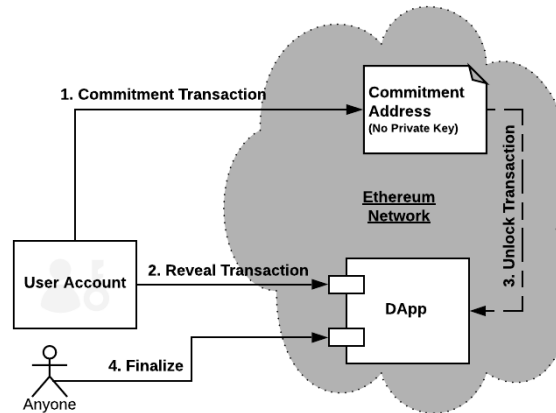 1. Commitment Transaction
Commitment
Address
(No Private Key)
3. Unlock Transaction
Ethereum
Network
User Account
2. Reveal Transaction
DApp
4. Finalize
Anyone